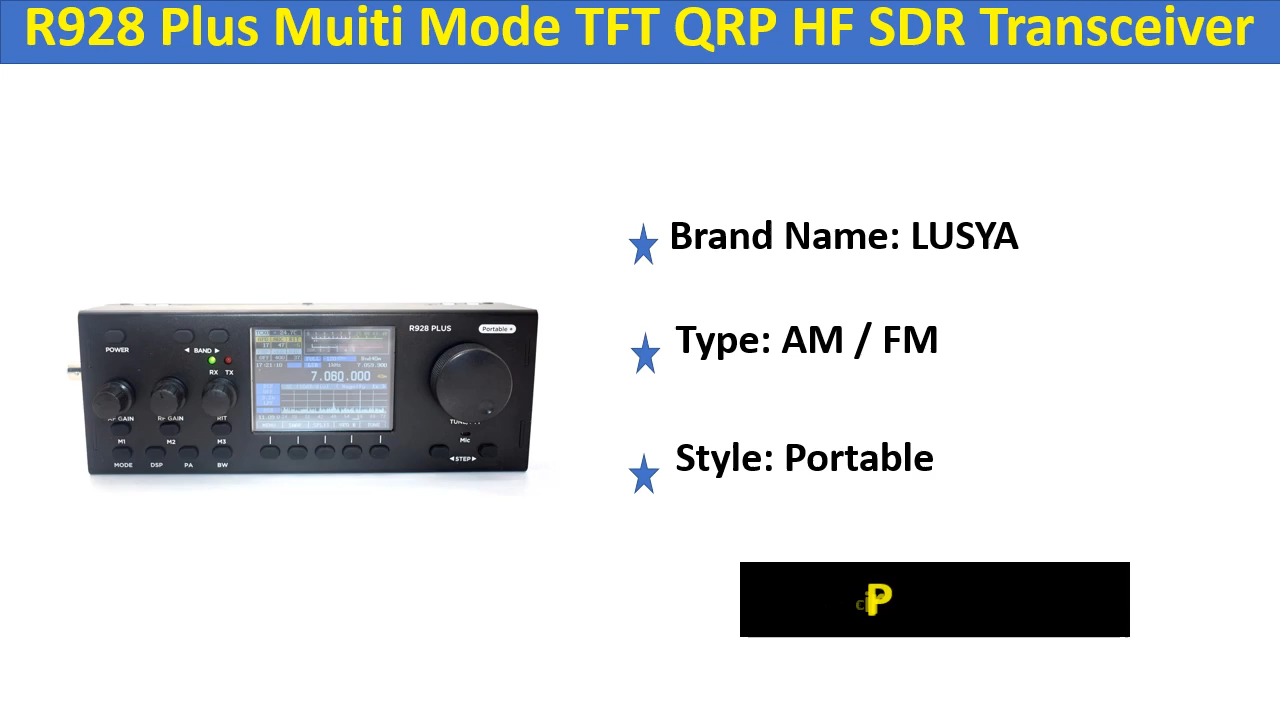 R928 Plus Muiti Mode TFT QRP HF SDR Transceiver
Brand Name: LUSYA
Type: AM / FM
Style: Portable
R928 PLUS
Portable +
POWER
◄ BAND ►
RX TX
RF GAIN
RIT
M1 M2 M3
MODE DSP PA BW
7.060.000
Mic
◄STEP►
P